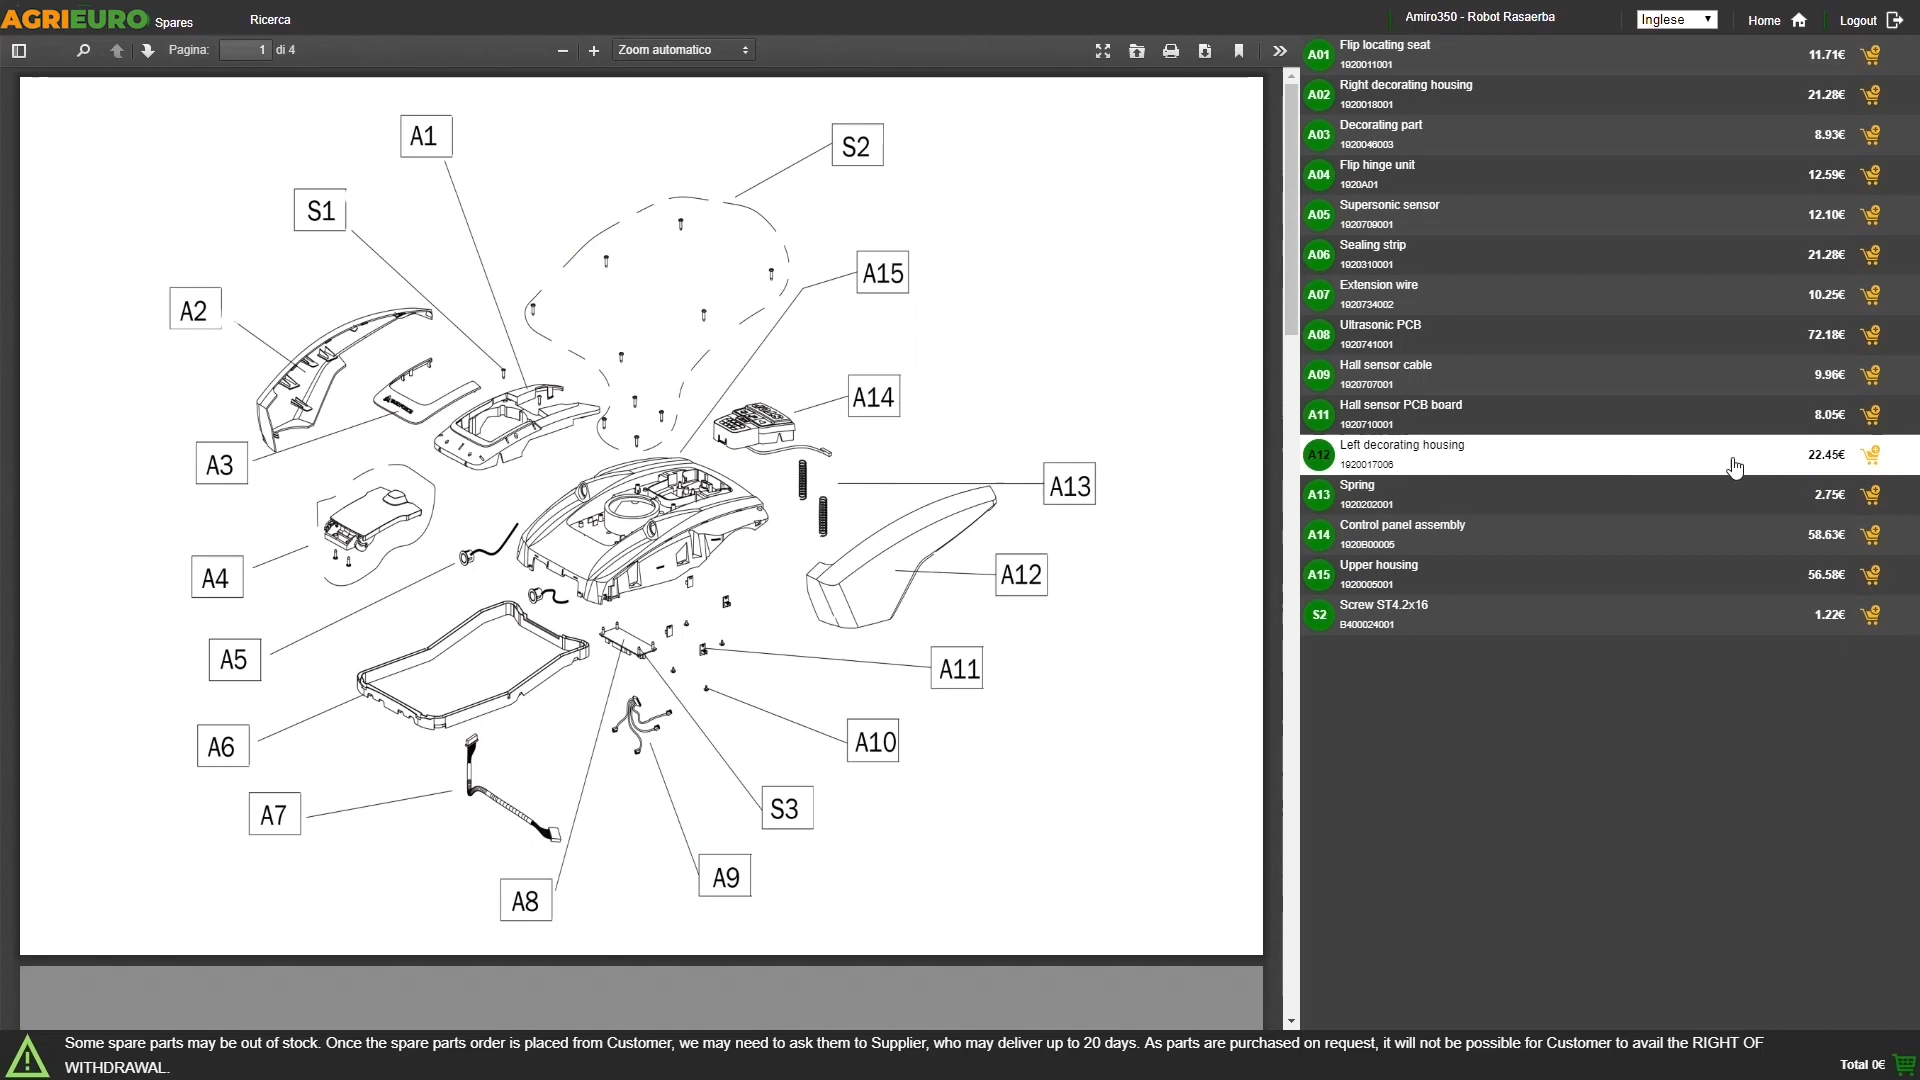 AGRIEURO Spares
Ricerca
Amiro350 - Robot Rasaerba
Inglese
Home
Logout
Pagina: 1 di 4
Zoom automatico
A1
S2
S1
A15
A2
A14
A3
A13
A4
A12
A5
A11
A6
A10
A7
S3
A9
A8
A01 Flip locating seat 11.71€
1920011001
A02 Right decorating housing 21.28€
1920018001
A03 Decorating part 8.93€
1920046003
A04 Flip hinge unit 12.59€
1920A01
A05 Supersonic sensor 12.10€
1920709001
A06 Sealing strip 21.28€
1920310001
A07 Extension wire 10.25€
1920734002
A08 Ultrasonic PCB 72.18€
1920741001
A09 Hall sensor cable 9.96€
1920707001
A11 Hall sensor PCB board 8.05€
1920710001
A12 Left decorating housing 22.45€
1920017006
A13 Spring 2.75€
1920202001
A14 Control panel assembly 58.63€
1920B00005
A15 Upper housing 56.58€
1920005001
S2 Screw ST4.2x16 1.22€
B400024001
Some spare parts may be out of stock. Once the spare parts order is placed from Customer, we may need to ask them to Supplier, who may deliver up to 20 days. As parts are purchased on request, it will not be possible for Customer to avail the RIGHT OF
WITHDRAWAL.
Total 0€